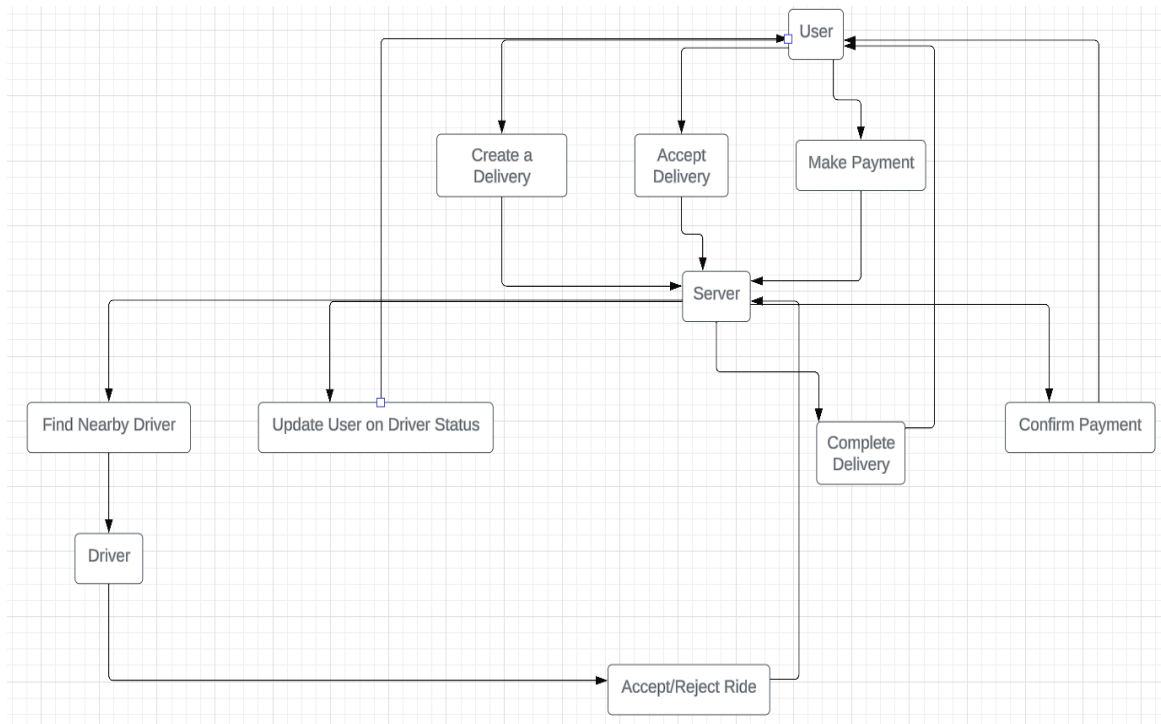 User
Create a
Delivery
Accept
Delivery
Make Payment
Server
Find Nearby Driver
Update User on Driver Status
Complete
Delivery
Confirm Payment
Driver
Accept/Reject Ride